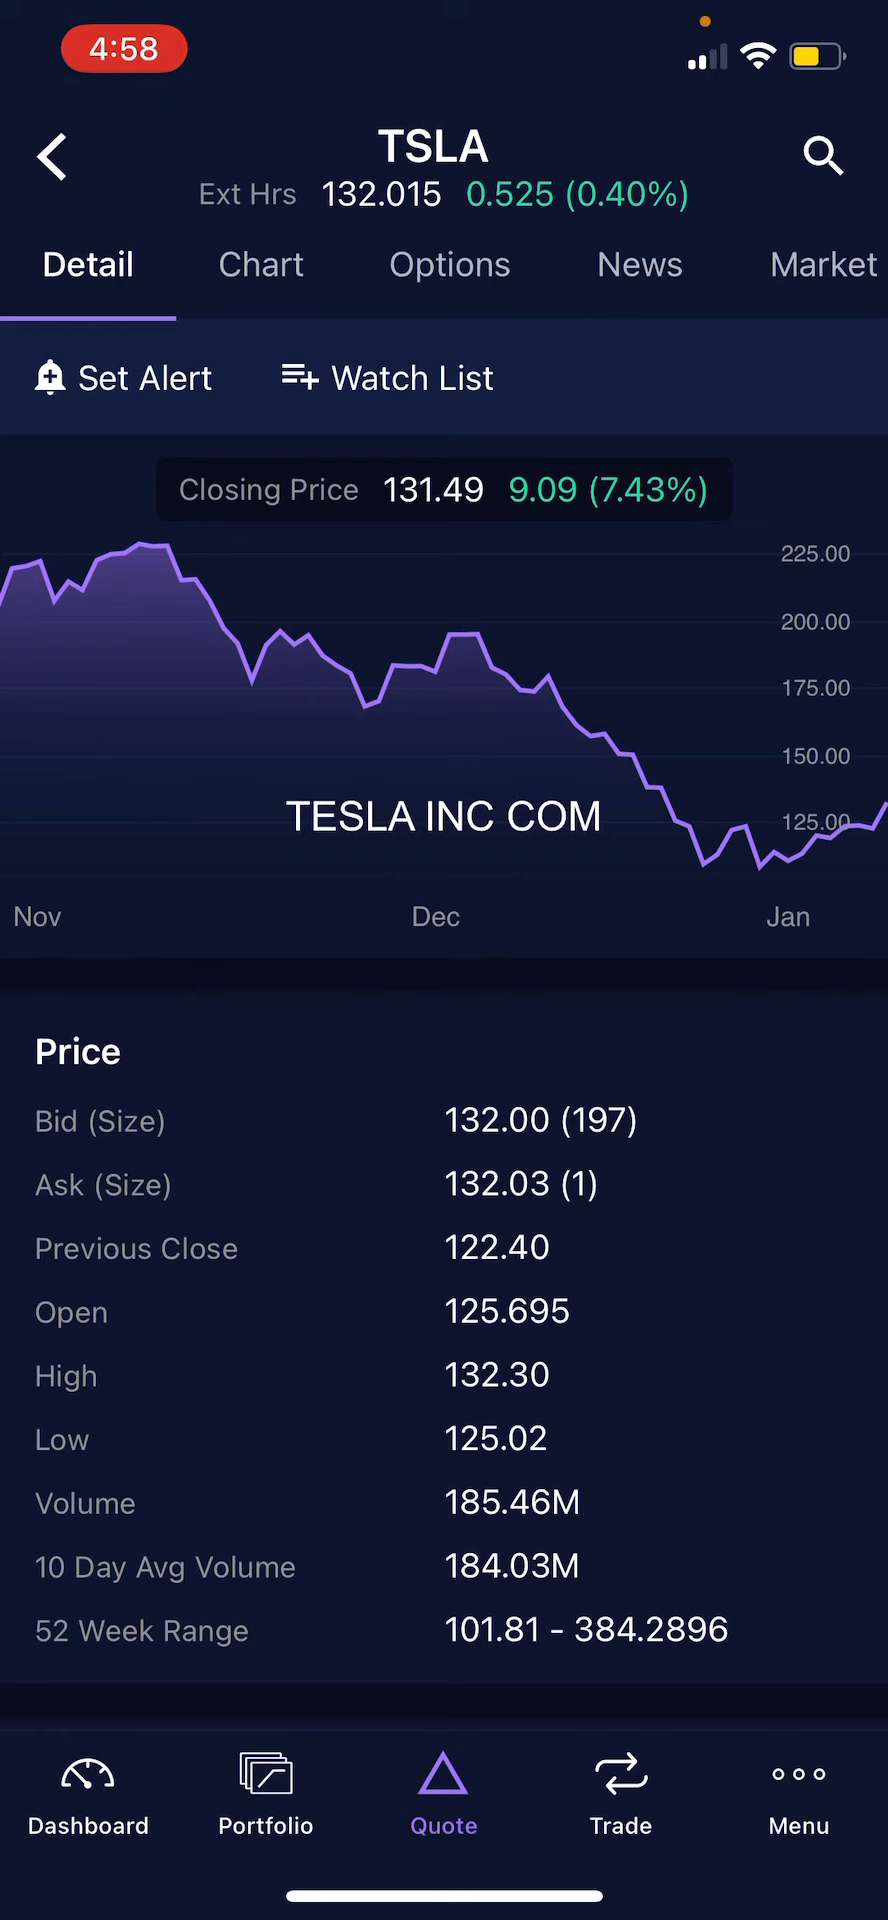 4:58
TSLA
Ext Hrs 132.015 0.525 (0.40%)
Detail Chart Options News Market
Set Alert Watch List
Closing Price 131.49 9.09 (7.43%)
225.00
200.00
175.00
150.00
TESLA INC COM
125.00
Nov Dec Jan
Price
Bid (Size) 132.00 (197)
Ask (Size) 132.03 (1)
Previous Close 122.40
Open 125.695
High 132.30
Low 125.02
Volume 185.46M
10 Day Avg Volume 184.03M
52 Week Range 101.81 - 384.2896
Dashboard Portfolio Quote Trade Menu